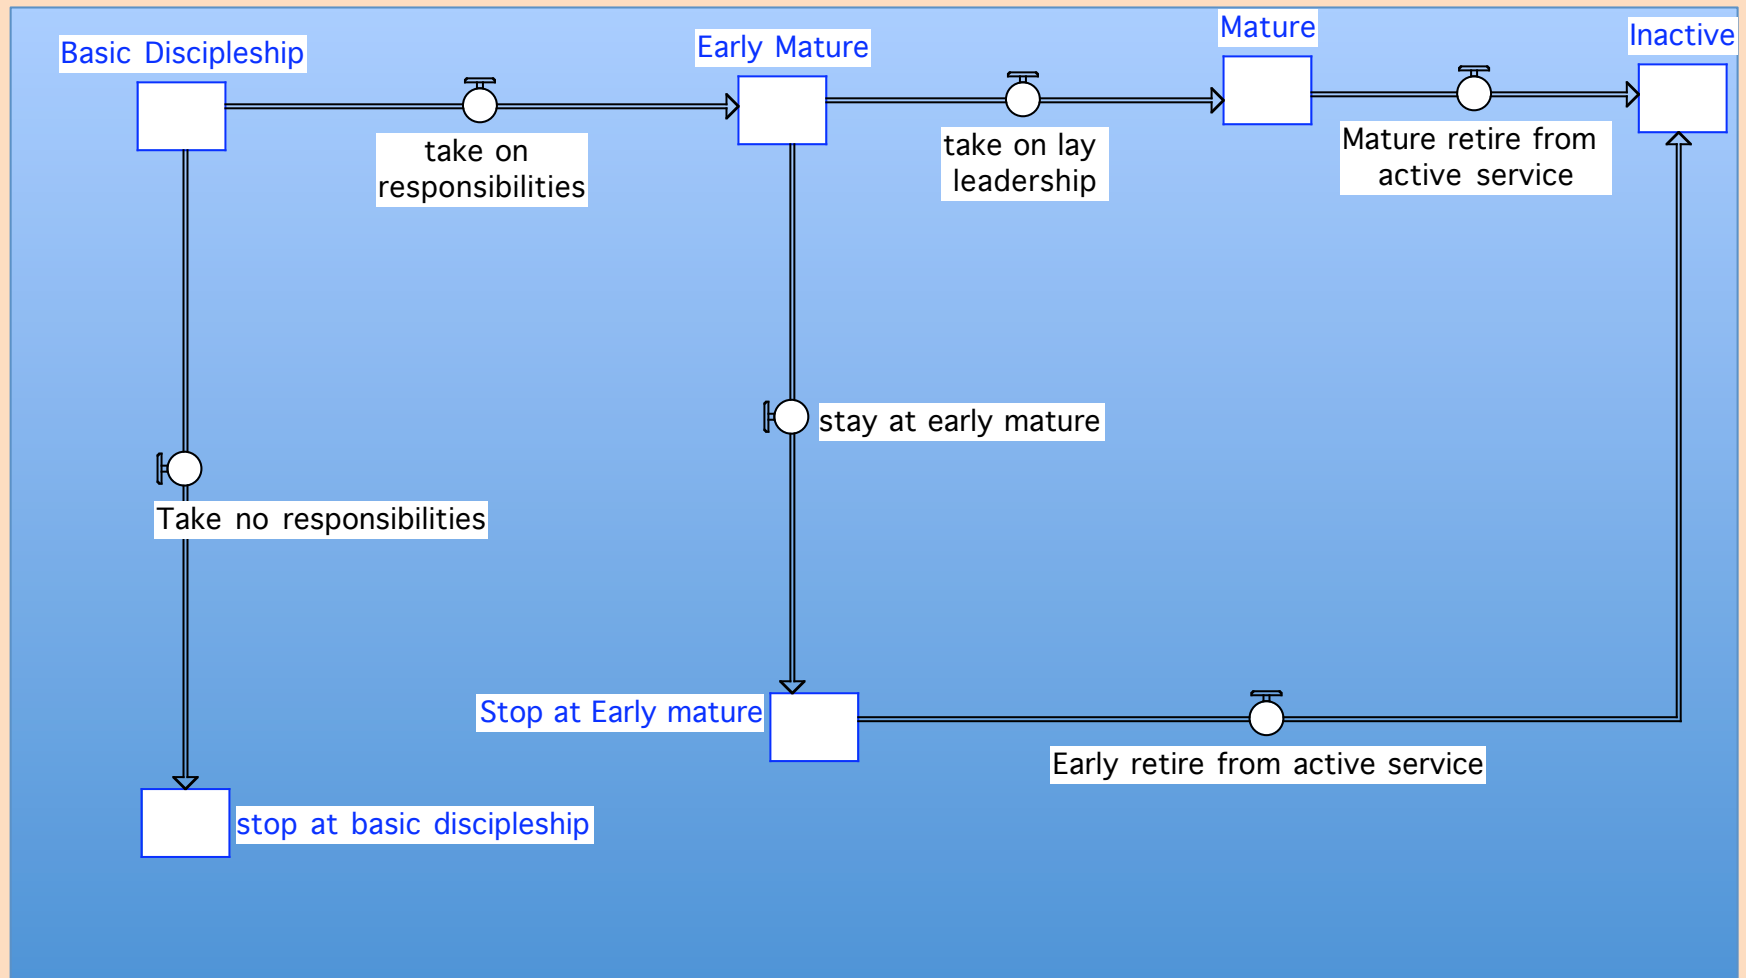 Basic Discipleship
Early Mature
Mature
Inactive
take on
responsibilities
take on lay
leadership
Mature retire from
active service
stay at early mature
Take no responsibilities
Stop at Early mature
Early retire from active service
stop at basic discipleship